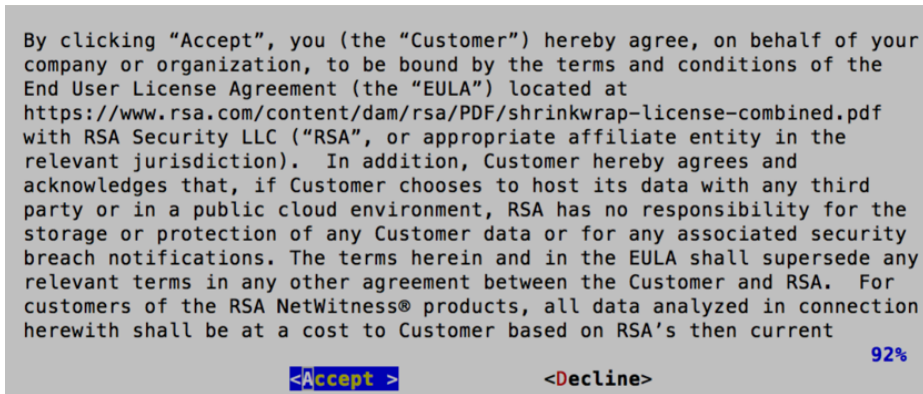 By clicking “Accept”, you (the “Customer”) hereby agree, on behalf of your
company or organization, to be bound by the terms and conditions of the
End User License Agreement (the “EULA”) located at
https://www.rsa.com/content/dam/rsa/PDF/shrinkwrap-license-combined.pdf
with RSA Security LLC (“RSA”, or appropriate affiliate entity in the
relevant jurisdiction).  In addition, Customer hereby agrees and
acknowledges that, if Customer chooses to host its data with any third
party or in a public cloud environment, RSA has no responsibility for the
storage or protection of any Customer data or for any associated security
breach notifications. The terms herein and in the EULA shall supersede any
relevant terms in any other agreement between the Customer and RSA.  For
customers of the RSA NetWitness® products, all data analyzed in connection
herewith shall be at a cost to Customer based on RSA’s then current
92%
<Accept > <Decline>